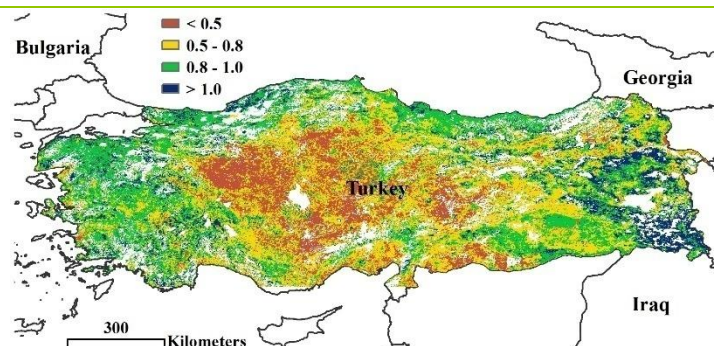 < 0.5
Bulgaria
0.5 - 0.8
0.8 - 1.0
Georgia
> 1.0
Turkey
Iraq
300
Kilometers